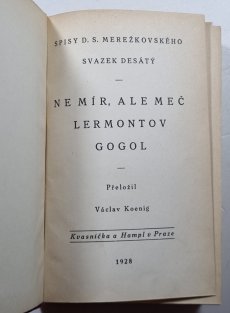 SPISY D. S. MEREŽKOVSKÉHO
SVAZEK DESÁTÝ
NE MÍR, ALE MEČ
LERMONTOV
GOGOL
Přeložil
Václav Koenig
Kvasnička a Hampl v Praze
1928